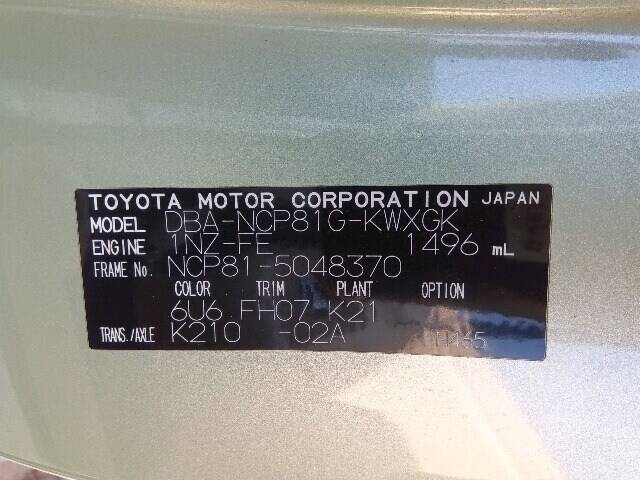 TOYOTA MOTOR CORPORATION JAPAN
MODEL DBA-NCP81G-KWXGK
ENGINE 1NZ-FE 1496 mL
FRAME No. NCP81-5048370
COLOR TRIM PLANT OPTION
6U6 FH07 K21
TRANS./AXLE K210 -02A